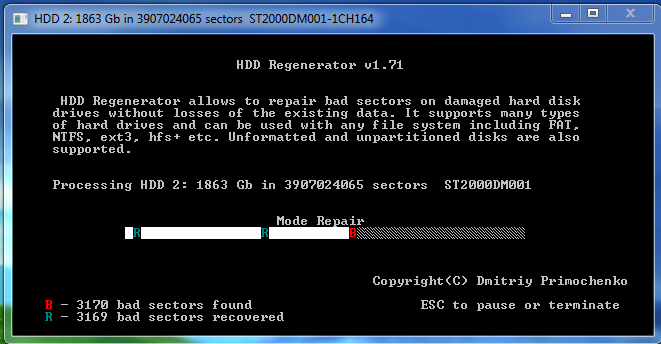 HDD 2: 1863 Gb in 3907024065 sectors ST2000DM001-1CH164
HDD Regenerator v1.71
HDD Regenerator allows to repair bad sectors on damaged hard disk
drives without losses of the existing data. It supports many types
of hard drives and can be used with any file system including FAT,
NTFS, ext3, hfs+ etc. Unformatted and unpartitioned disks are also
supported.
Processing HDD 2: 1863 Gb in 3907024065 sectors ST2000DM001
Mode Repair
R R B
Copyright(C) Dmitriy Primochenko
B - 3170 bad sectors found ESC to pause or terminate
R - 3169 bad sectors recovered